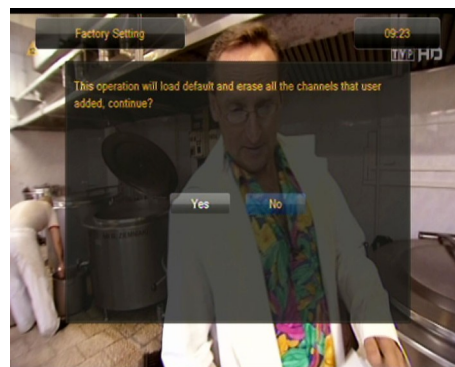 Factory Setting
09:23
TVP HD
This operation will load default and erase all the channels that user
added, continue?
Yes
No